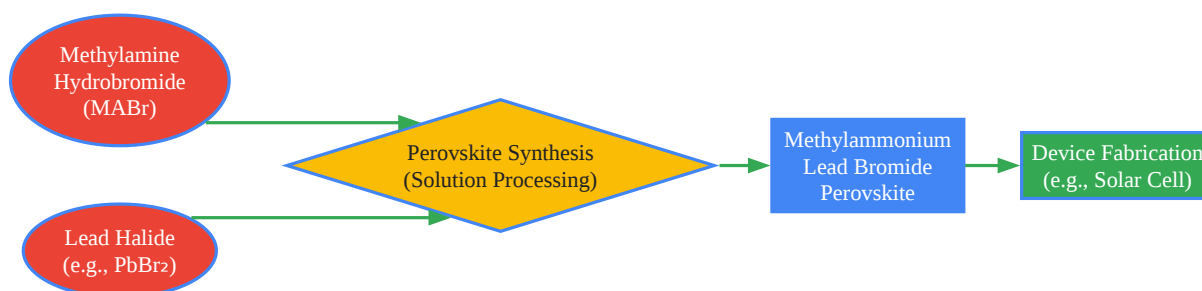 Methylamine
Hydrobromide
(MABr)
Lead Halide
(e.g., PbBr₂)
Perovskite Synthesis
(Solution Processing)
Methylammonium
Lead Bromide
Perovskite
Device Fabrication
(e.g., Solar Cell)